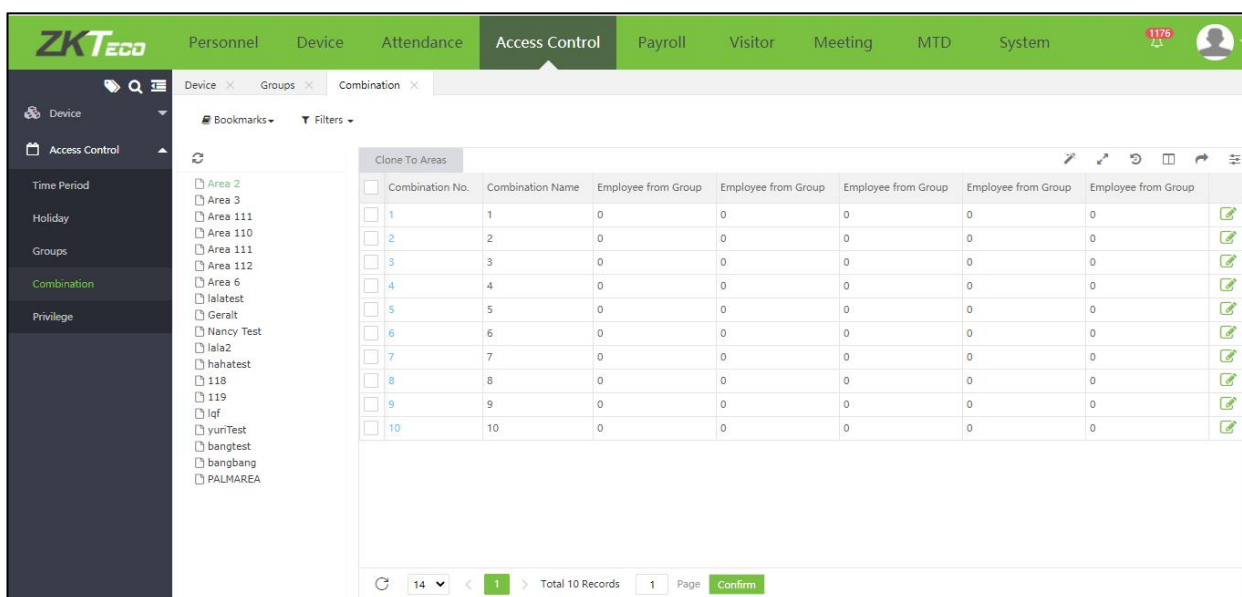 ZKTeco Personnel Device Attendance Access Control Payroll Visitor Meeting MTD System 1176
Device Groups Combination
Device
Access Control
Time Period
Holiday
Groups
Combination
Privilege
Bookmarks Filters
Area 2
Area 3
Area 111
Area 110
Area 111
Area 112
Area 6
lalatest
Geralt
Nancy Test
lala2
hahatest
118
119
lqf
yuriTest
bangtest
bangbang
PALMAREA
Clone To Areas
Combination No. Combination Name Employee from Group Employee from Group Employee from Group Employee from Group Employee from Group
1 1 0 0 0 0 0
2 2 0 0 0 0 0
3 3 0 0 0 0 0
4 4 0 0 0 0 0
5 5 0 0 0 0 0
6 6 0 0 0 0 0
7 7 0 0 0 0 0
8 8 0 0 0 0 0
9 9 0 0 0 0 0
10 10 0 0 0 0 0
14 1 Total 10 Records 1 Page Confirm